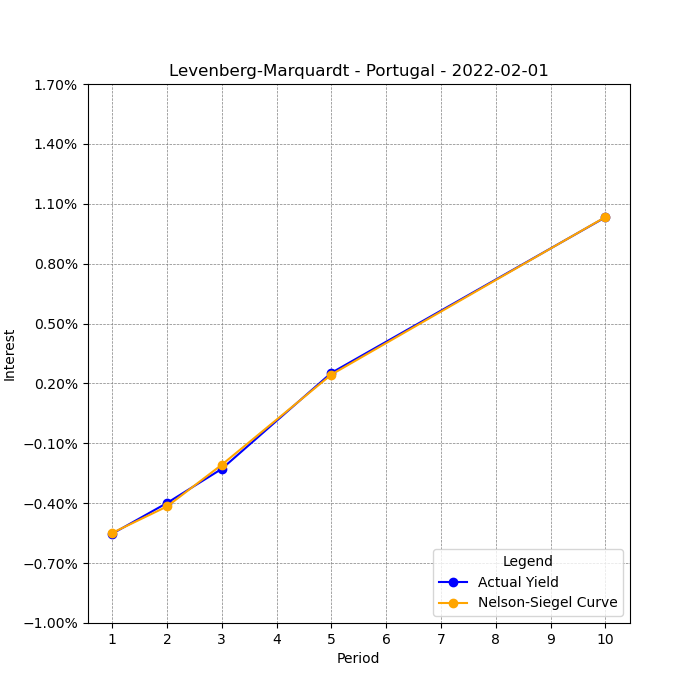 Levenberg-Marquardt - Portugal - 2022-02-01
1.70%
1.40%
1.10%
0.80%
0.50%
0.20%
−0.10%
−0.40%
−0.70%
−1.00%
Interest
1 2 3 4 5 6 7 8 9 10
Period
Legend
Actual Yield
Nelson-Siegel Curve